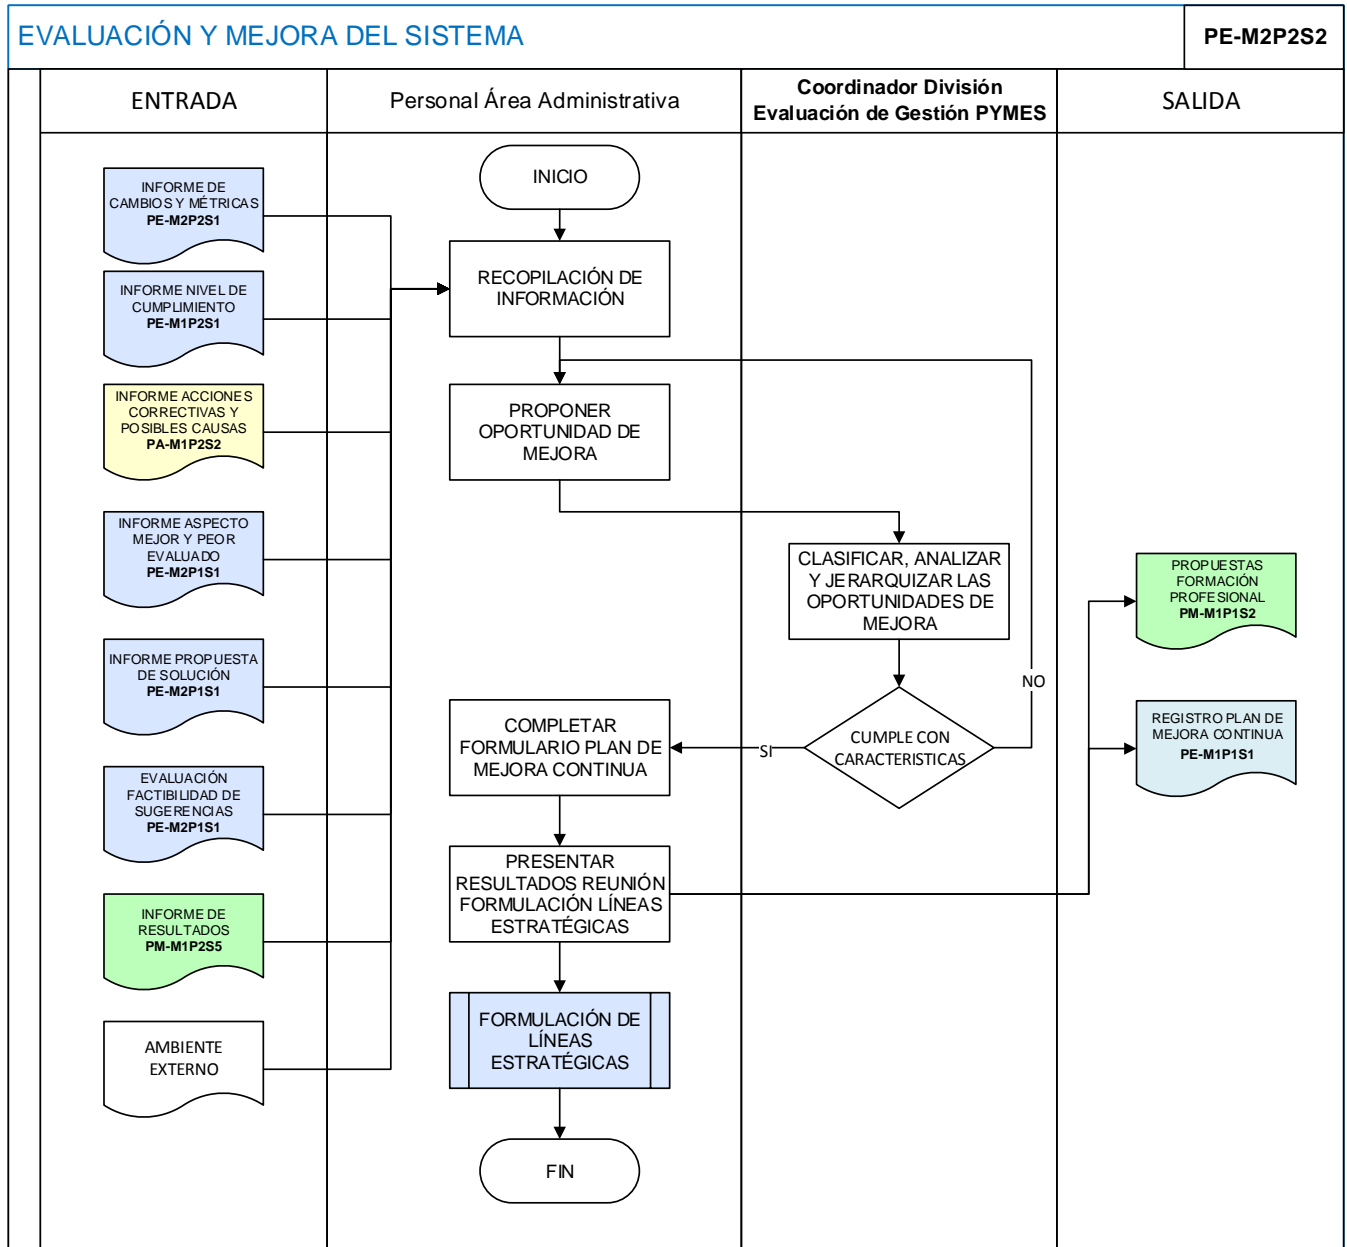 EVALUACIÓN Y MEJORA DEL SISTEMA
PE-M2P2S2
ENTRADA
Personal Área Administrativa
Coordinador División
Evaluación de Gestión PYMES
SALIDA
INFORME DE
CAMBIOS Y MÉTRICAS
PE-M2P2S1
INFORME NIVEL DE
CUMPLIMIENTO
PE-M1P2S1
INFORME ACCIONES
CORRECTIVAS Y
POSIBLES CAUSAS
PA-M1P2S2
INFORME ASPECTO
MEJOR Y PEOR
EVALUADO
PE-M2P1S1
INFORME PROPUESTA
DE SOLUCIÓN
PE-M2P1S1
EVALUACIÓN
FACTIBILIDAD DE
SUGERENCIAS
PE-M2P1S1
INFORME DE
RESULTADOS
PM-M1P2S5
AMBIENTE
EXTERNO
INICIO
RECOPILACIÓN DE
INFORMACIÓN
PROPONER
OPORTUNIDAD DE
MEJORA
CLASIFICAR, ANALIZAR
Y JERARQUIZAR LAS
OPORTUNIDADES DE
MEJORA
CUMPLE CON
CARACTERISTICAS
NO
SI
COMPLETAR
FORMULARIO PLAN DE
MEJORA CONTINUA
PRESENTAR
RESULTADOS REUNIÓN
FORMULACIÓN LÍNEAS
ESTRATÉGICAS
FORMULACIÓN DE
LÍNEAS
ESTRATÉGICAS
FIN
PROPUESTAS
FORMACIÓN
PROFESIONAL
PM-M1P1S2
REGISTRO PLAN DE
MEJORA CONTINUA
PE-M1P1S1